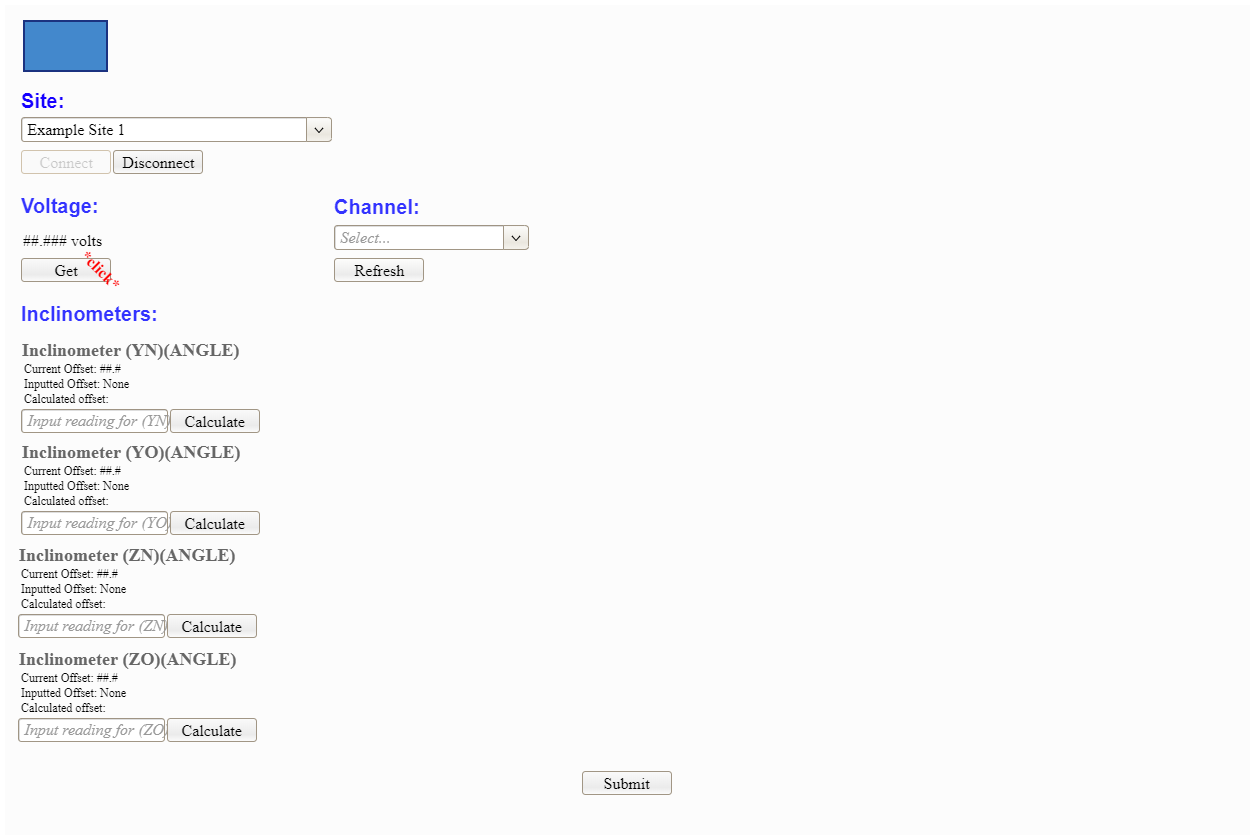 Site:
Example Site 1
Connect Disconnect
Voltage:
Channel:
##.### volts
Select...
Get
*click*
Refresh
Inclinometers:
Inclinometer (YN)(ANGLE)
Current Offset: ##.#
Inputted Offset: None
Calculated offset:
Input reading for (YN) Calculate
Inclinometer (YO)(ANGLE)
Current Offset: ##.#
Inputted Offset: None
Calculated offset:
Input reading for (YO) Calculate
Inclinometer (ZN)(ANGLE)
Current Offset: ##.#
Inputted Offset: None
Calculated offset:
Input reading for (ZN) Calculate
Inclinometer (ZO)(ANGLE)
Current Offset: ##.#
Inputted Offset: None
Calculated offset:
Input reading for (ZO) Calculate
Submit